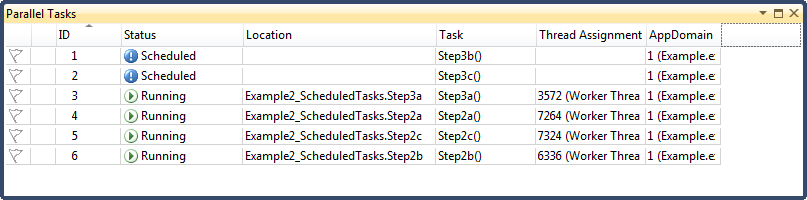 Parallel Tasks
ID Status Location Task Thread Assignment AppDomain
1 Scheduled Step3b() 1 (Example.e
2 Scheduled Step3c() 1 (Example.e
3 Running Example2_ScheduledTasks.Step3a Step3a() 3572 (Worker Threa 1 (Example.e
4 Running Example2_ScheduledTasks.Step2a Step2a() 7264 (Worker Threa 1 (Example.e
5 Running Example2_ScheduledTasks.Step2c Step2c() 7324 (Worker Threa 1 (Example.e
6 Running Example2_ScheduledTasks.Step2b Step2b() 6336 (Worker Threa 1 (Example.e